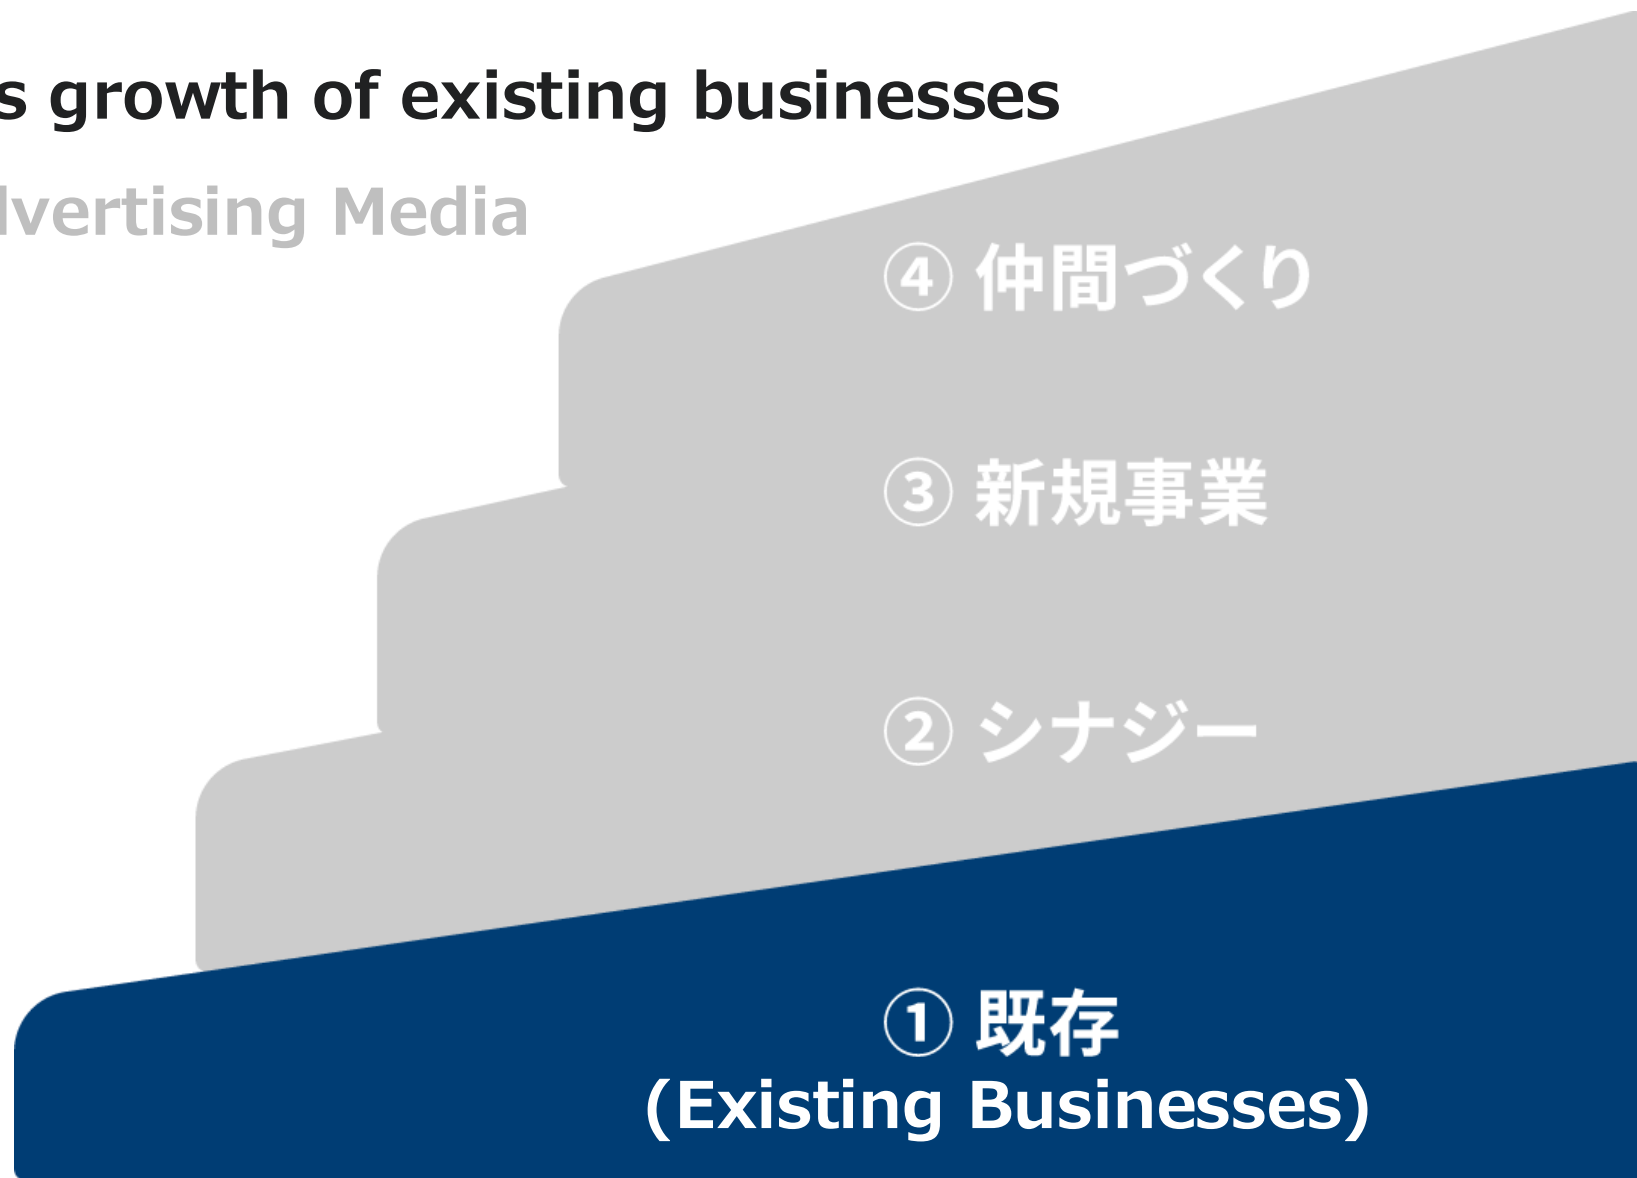 s growth of existing businesses
vertising Media
④ 仲間づくり
③ 新規事業
② シナジー
① 既存
(Existing Businesses)